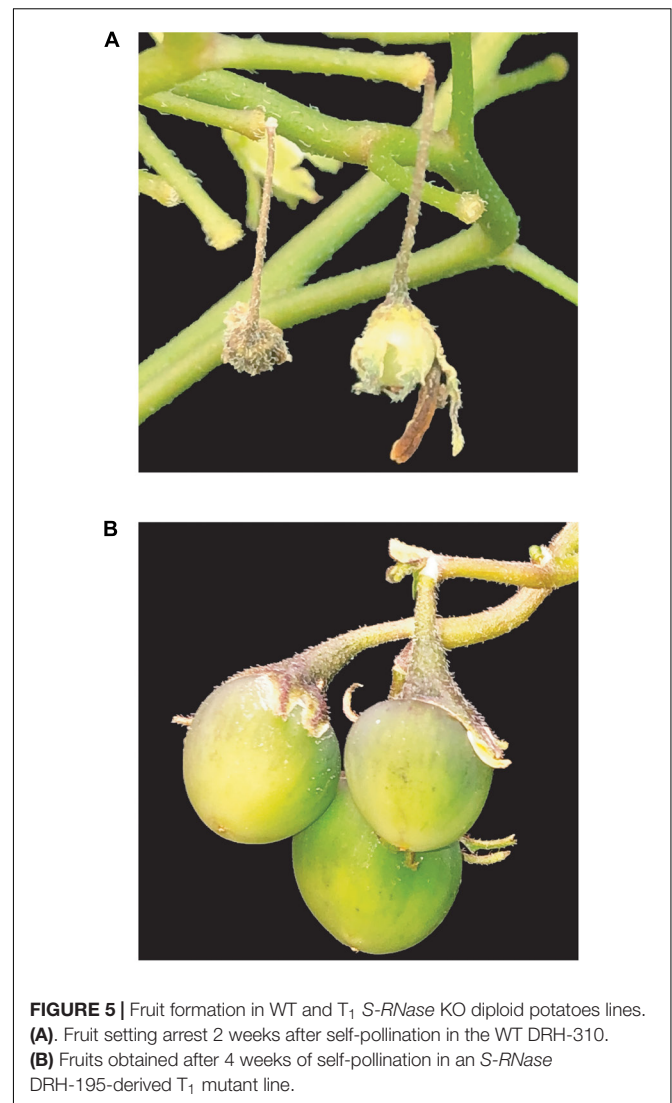 A
B
FIGURE 5 | Fruit formation in WT and T1 S-RNase KO diploid potatoes lines.
(A). Fruit setting arrest 2 weeks after self-pollination in the WT DRH-310.
(B) Fruits obtained after 4 weeks of self-pollination in an S-RNase
DRH-195-derived T1 mutant line.